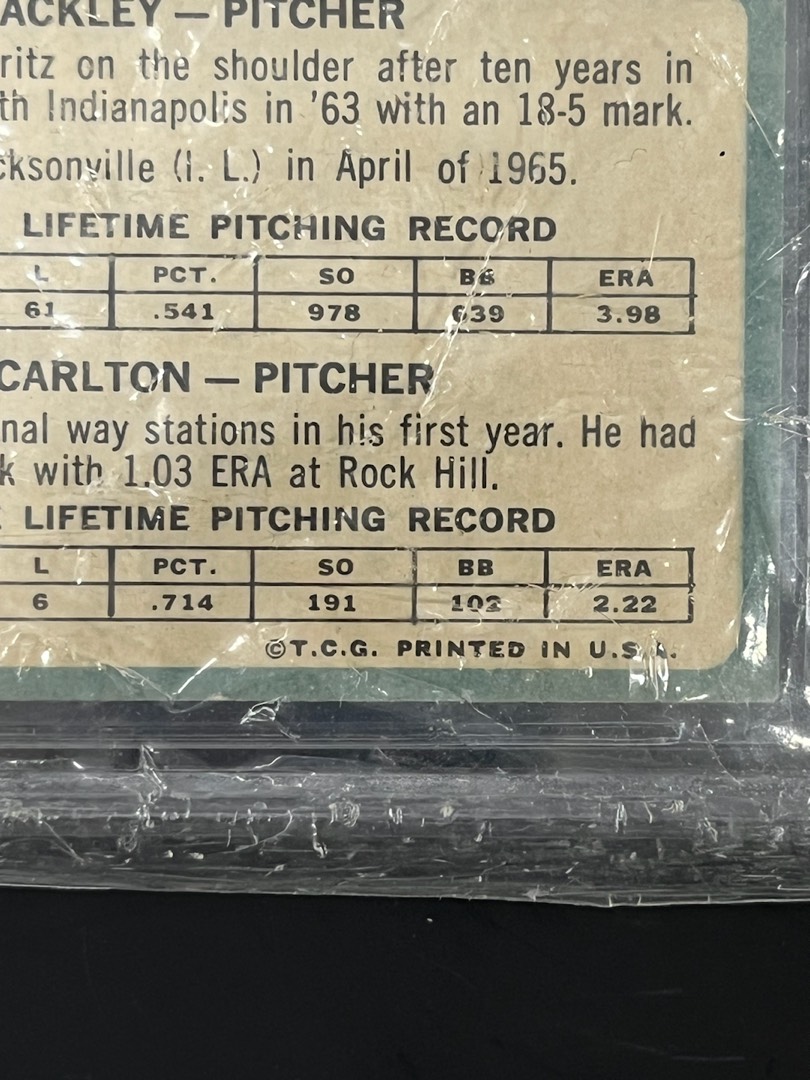 ACKLEY — PITCHER
ritz on the shoulder after ten years in
th Indianapolis in '63 with an 18-5 mark.
cksonville (I. L.) in April of 1965.
LIFETIME PITCHING RECORD
L PCT. SO BB ERA
61 .541 978 639 3.98
CARLTON — PITCHER
nal way stations in his first year. He had
k with 1.03 ERA at Rock Hill.
LIFETIME PITCHING RECORD
L PCT. SO BB ERA
6 .714 191 102 2.22
©T.C.G. PRINTED IN U.S.A.